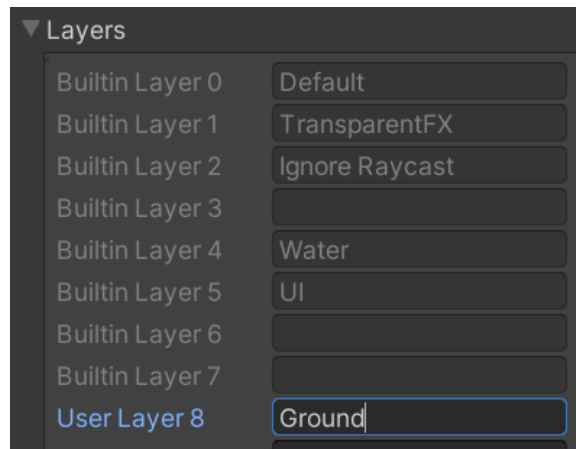 Layers
Builtin Layer 0 Default
Builtin Layer 1 TransparentFX
Builtin Layer 2 Ignore Raycast
Builtin Layer 3
Builtin Layer 4 Water
Builtin Layer 5 UI
Builtin Layer 6
Builtin Layer 7
User Layer 8 Ground